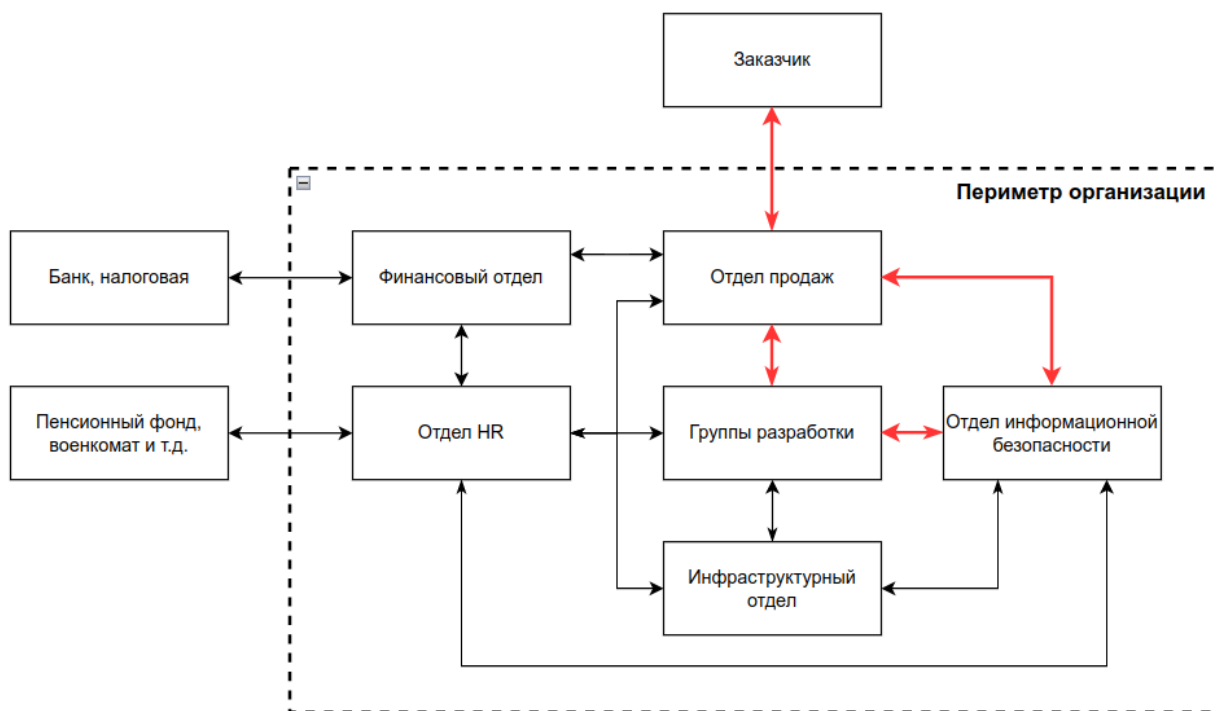 Заказчик
Периметр организации
Банк, налоговая
Финансовый отдел
Отдел продаж
Пенсионный фонд,
военкомат и т.д.
Отдел HR
Группы разработки
Отдел информационной
безопасности
Инфраструктурный
отдел